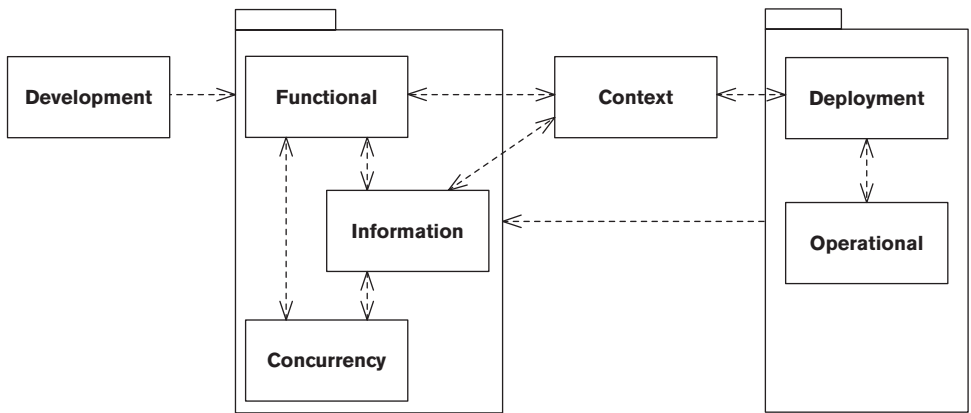 Development
Functional
Context
Deployment
Information
Operational
Concurrency